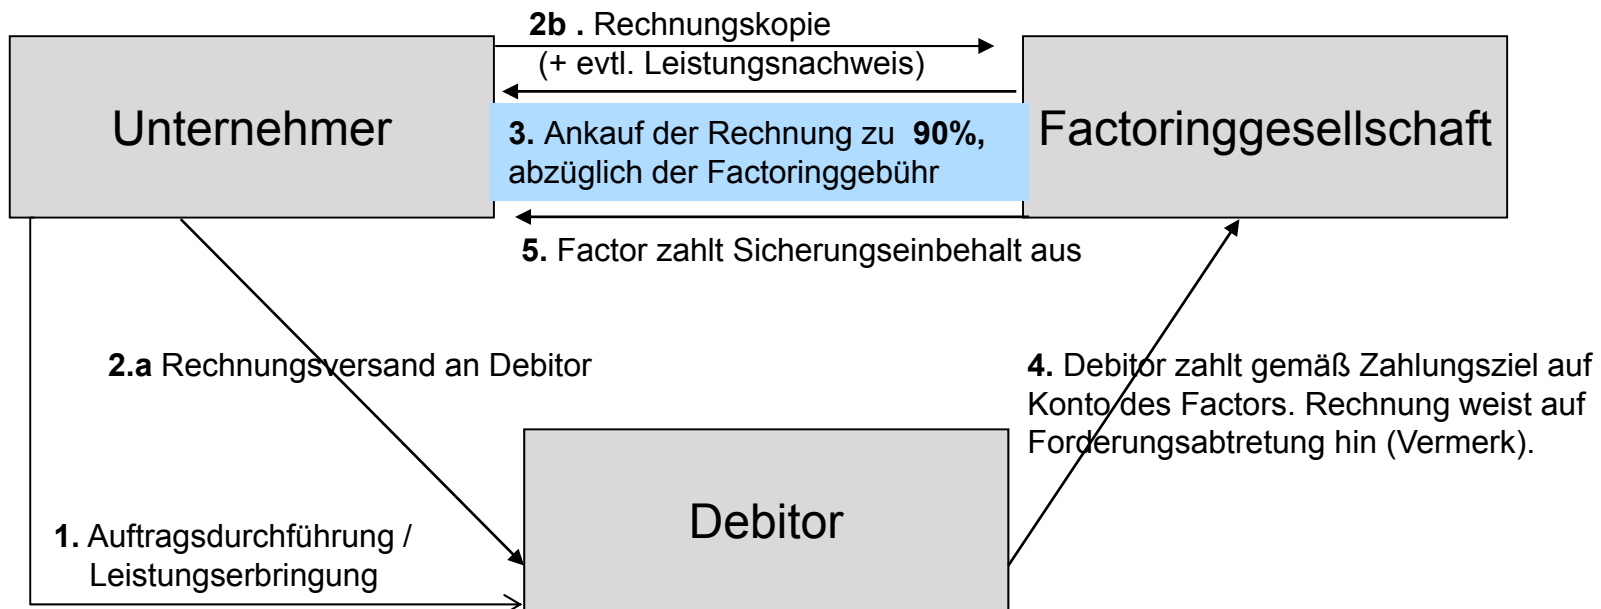 2b . Rechnungskopie
(+ evtl. Leistungsnachweis)
Unternehmer
3. Ankauf der Rechnung zu 90%,
abzüglich der Factoringgebühr
Factoringgesellschaft
5. Factor zahlt Sicherungseinbehalt aus
2.a Rechnungsversand an Debitor
4. Debitor zahlt gemäß Zahlungsziel auf
Konto des Factors. Rechnung weist auf
Forderungsabtretung hin (Vermerk).
Debitor
1. Auftragsdurchführung /
Leistungserbringung